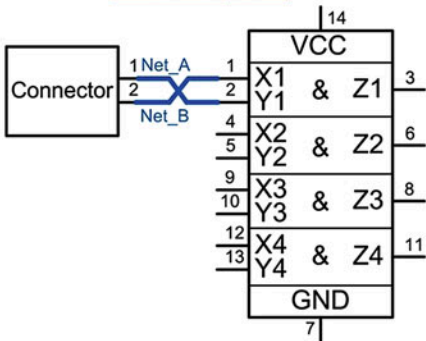 14
VCC
1 Net_A 1 X1 & Z1 3
Connector
2 Net_B 2 Y1
4 X2 & Z2 6
5 Y2
9 X3 & Z3 8
10 Y3
12 X4 & Z4 11
13 Y4
GND
7